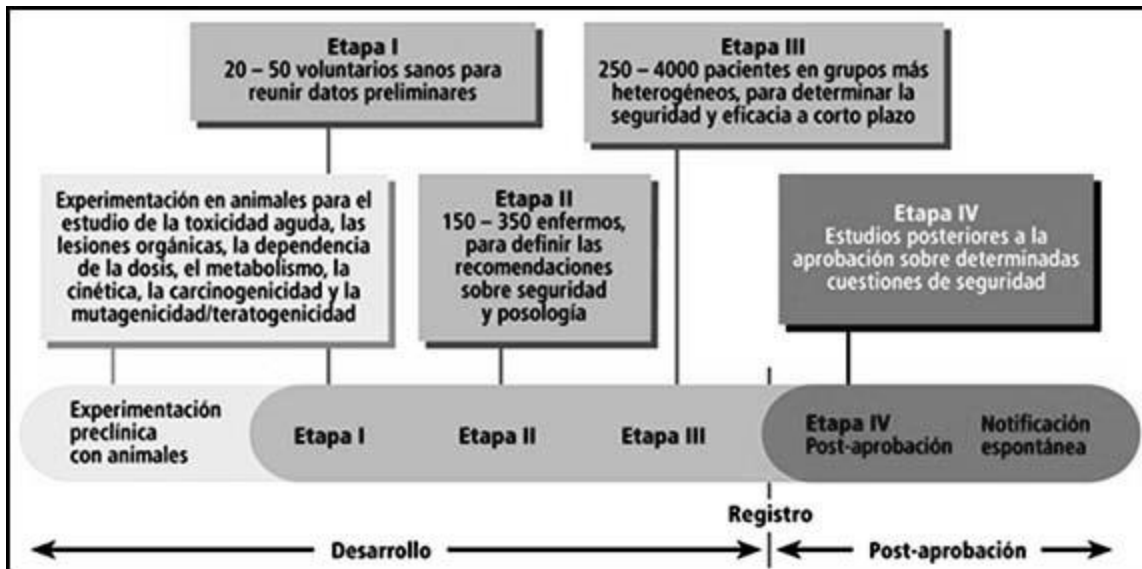 Etapa I
20 – 50 voluntarios sanos para
reunir datos preliminares
Etapa III
250 – 4000 pacientes en grupos más
heterogéneos, para determinar la
seguridad y eficacia a corto plazo
Experimentación en animales para el
estudio de la toxicidad aguda, las
lesiones orgánicas, la dependencia
de la dosis, el metabolismo, la
cinética, la carcinogenicidad y la
mutagenicidad/teratogenicidad
Etapa II
150 – 350 enfermos,
para definir las
recomendaciones
sobre seguridad
y posología
Etapa IV
Estudios posteriores a la
aprobación sobre determinadas
cuestiones de seguridad
Experimentación
preclínica
con animales
Etapa I
Etapa II
Etapa III
Etapa IV
Post-aprobación
Notificación
espontánea
Registro
Desarrollo
Post-aprobación